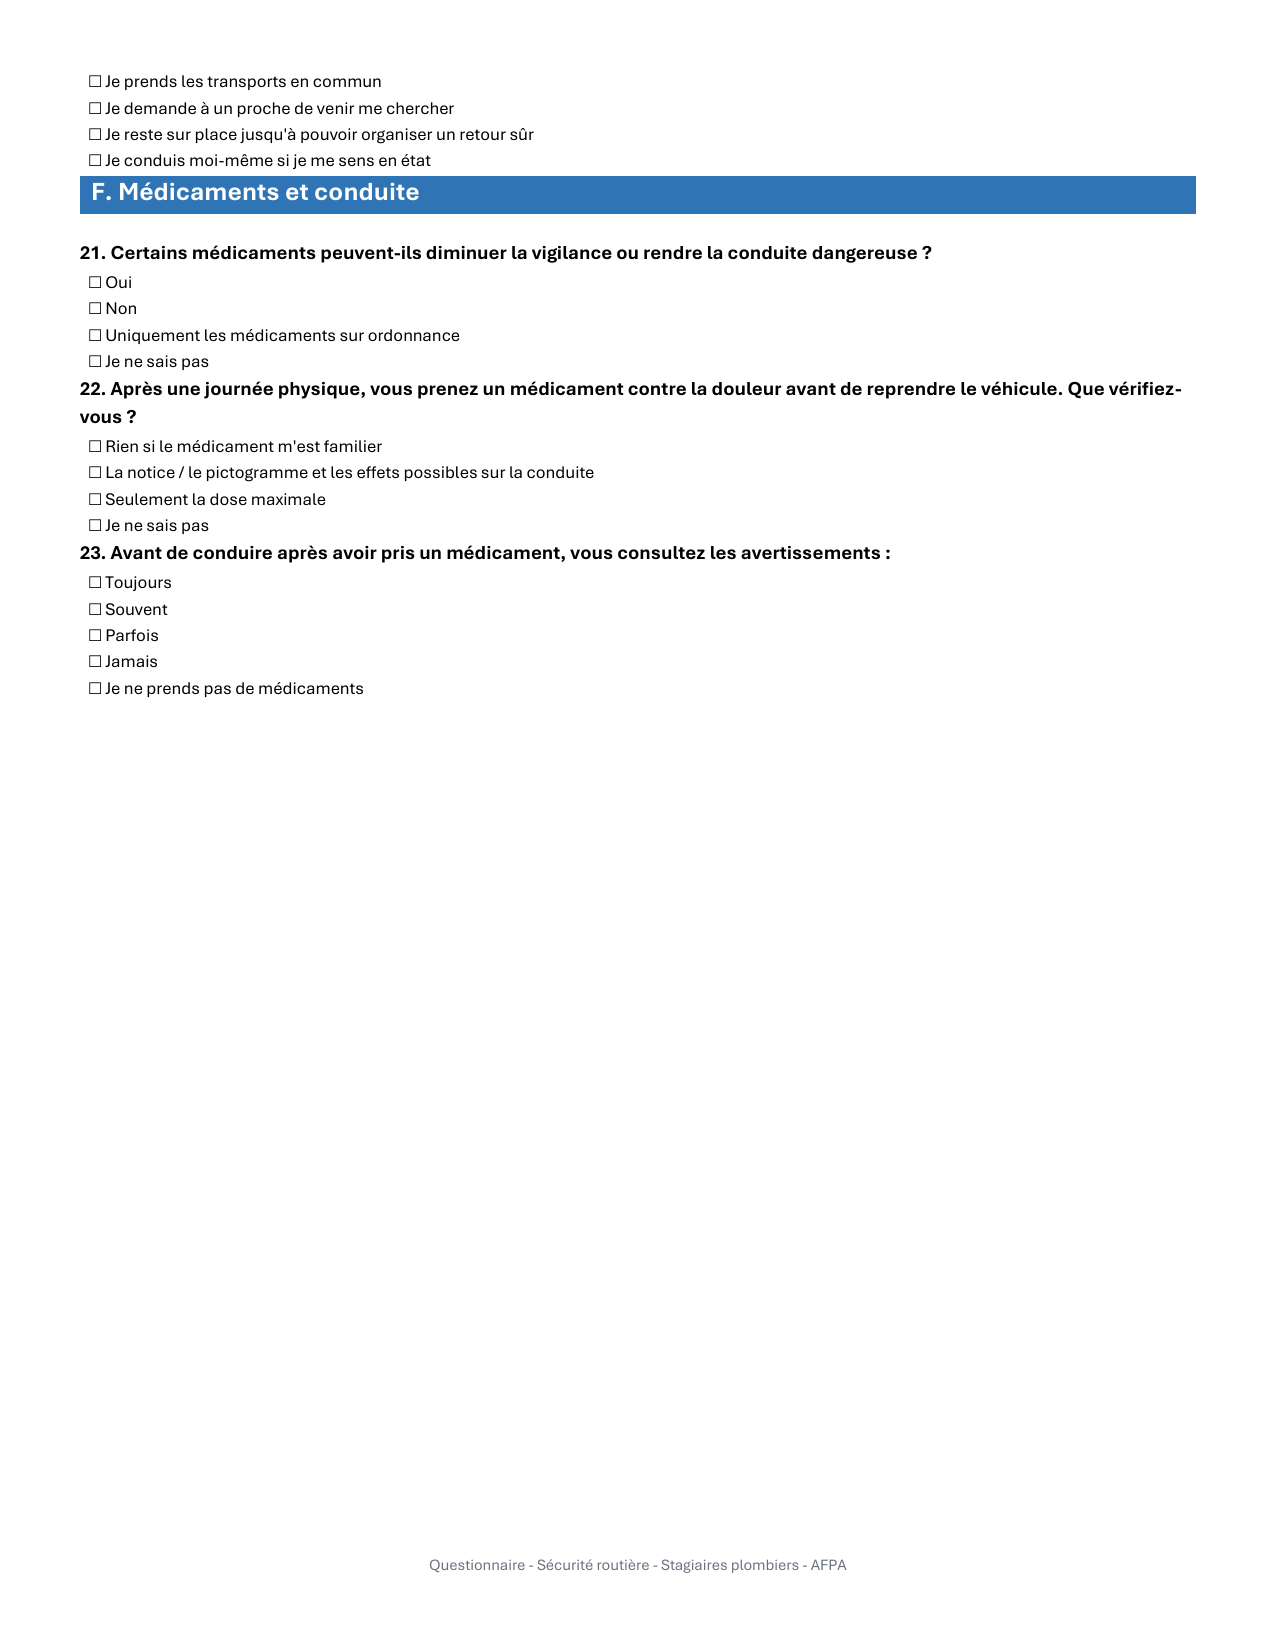 ☐ Je prends les transports en commun
☐ Je demande à un proche de venir me chercher
☐ Je reste sur place jusqu'à pouvoir organiser un retour sûr
☐ Je conduis moi-même si je me sens en état
F. Médicaments et conduite
21. Certains médicaments peuvent-ils diminuer la vigilance ou rendre la conduite dangereuse ?
☐ Oui
☐ Non
☐ Uniquement les médicaments sur ordonnance
☐ Je ne sais pas
22. Après une journée physique, vous prenez un médicament contre la douleur avant de reprendre le véhicule. Que vérifiez-
vous ?
☐ Rien si le médicament m'est familier
☐ La notice / le pictogramme et les effets possibles sur la conduite
☐ Seulement la dose maximale
☐ Je ne sais pas
23. Avant de conduire après avoir pris un médicament, vous consultez les avertissements :
☐ Toujours
☐ Souvent
☐ Parfois
☐ Jamais
☐ Je ne prends pas de médicaments
Questionnaire - Sécurité routière - Stagiaires plombiers - AFPA